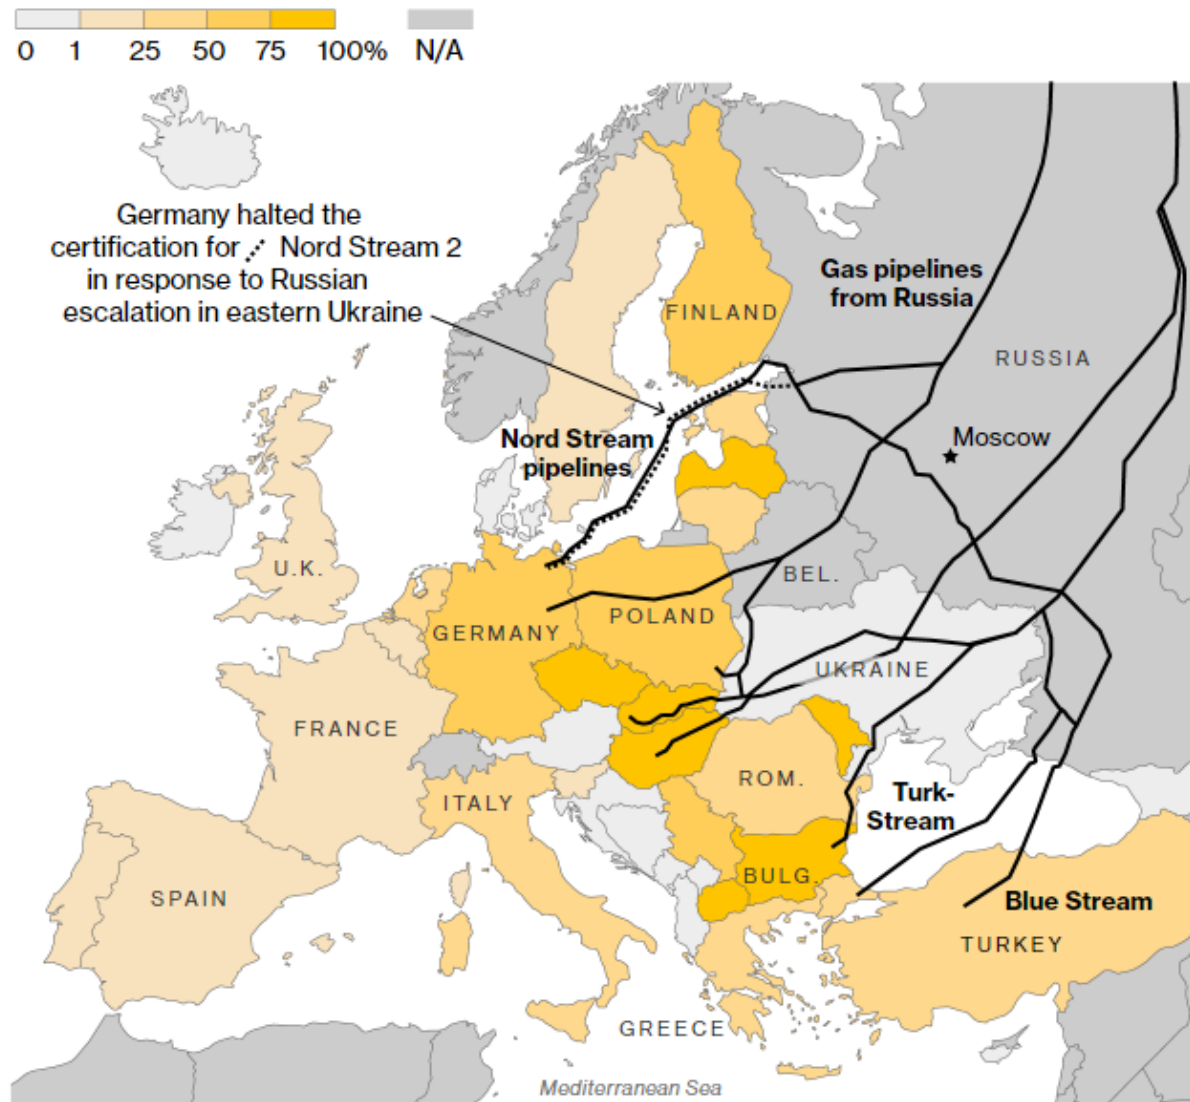 0 1 25 50 75 100% N/A
Germany halted the
certification for Nord Stream 2
in response to Russian
escalation in eastern Ukraine
Gas pipelines
from Russia
FINLAND
RUSSIA
Nord Stream
pipelines
Moscow
U.K.
BEL.
POLAND
GERMANY
UKRAINE
FRANCE
ROM.
ITALY
Turk-
Stream
BULG.
SPAIN
Blue Stream
TURKEY
GREECE
Mediterranean Sea